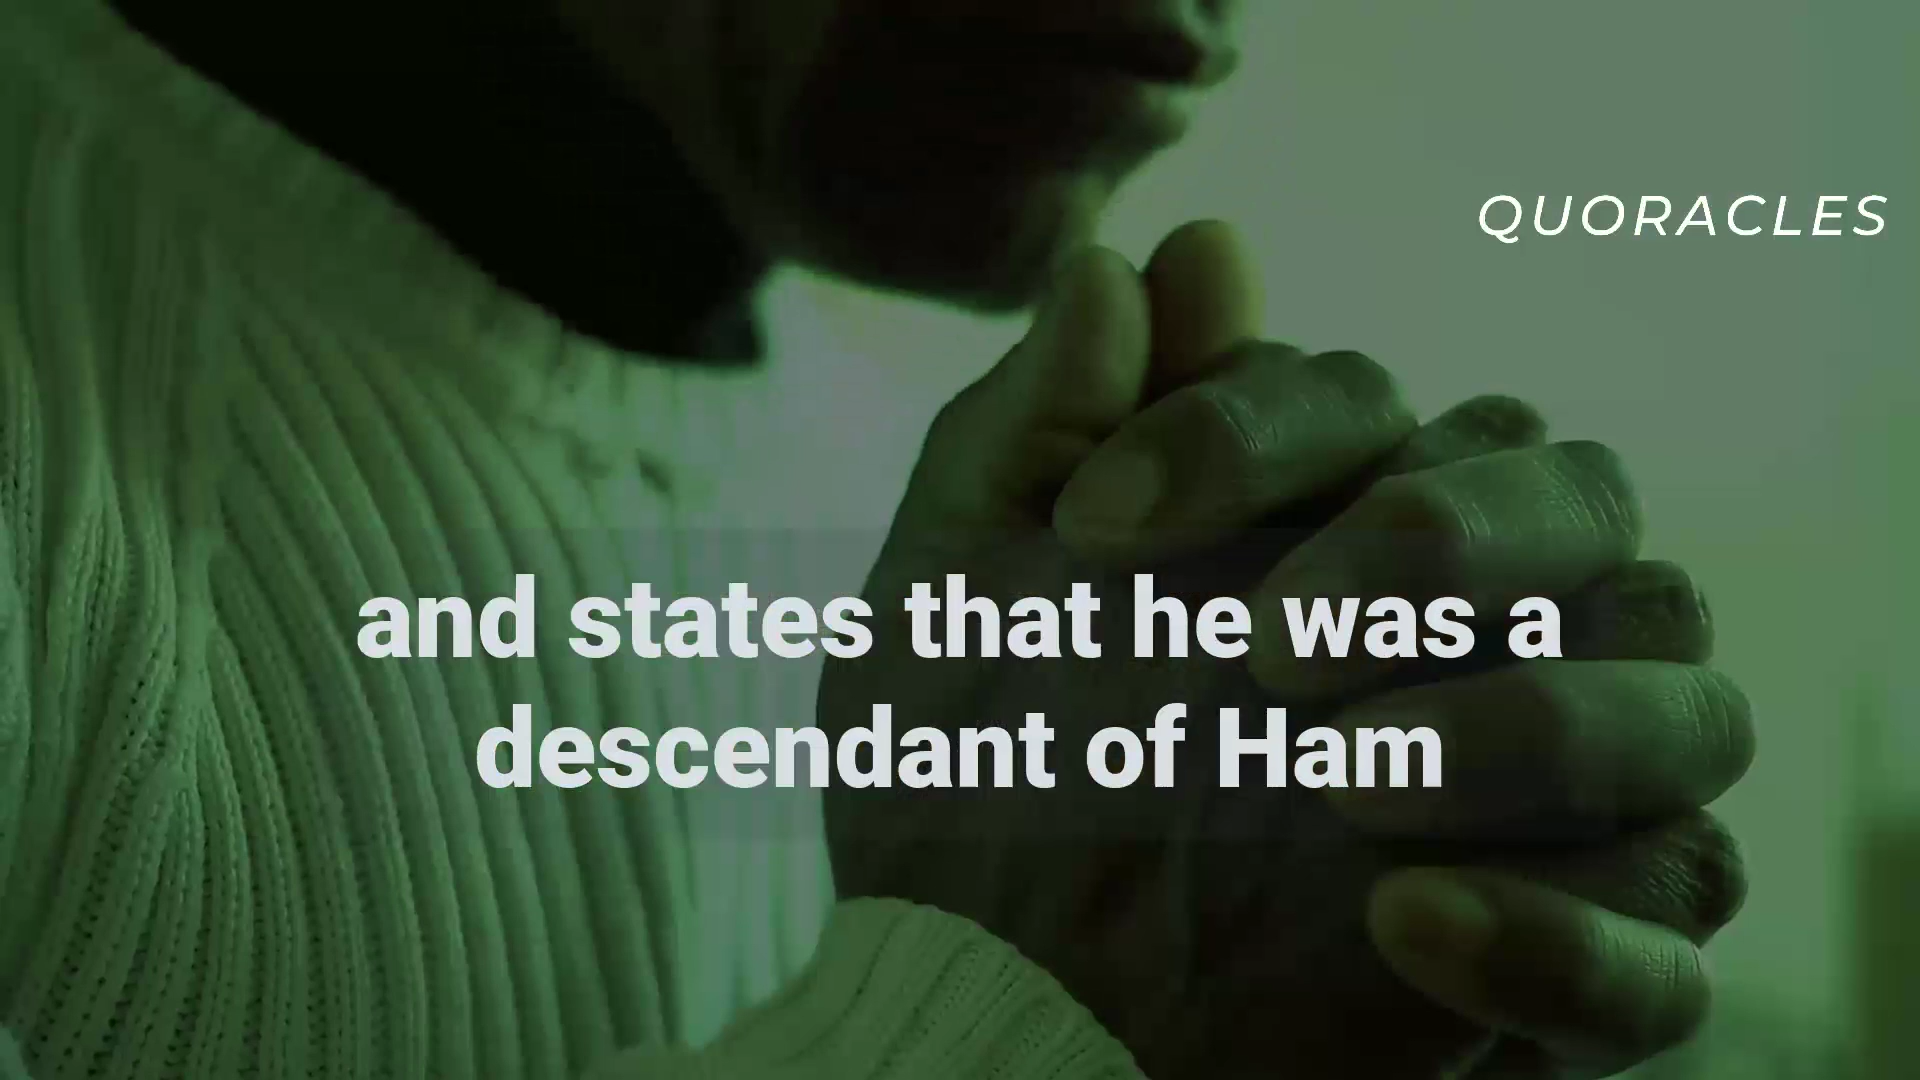 QUORACLES
and states that he was a
descendant of Ham